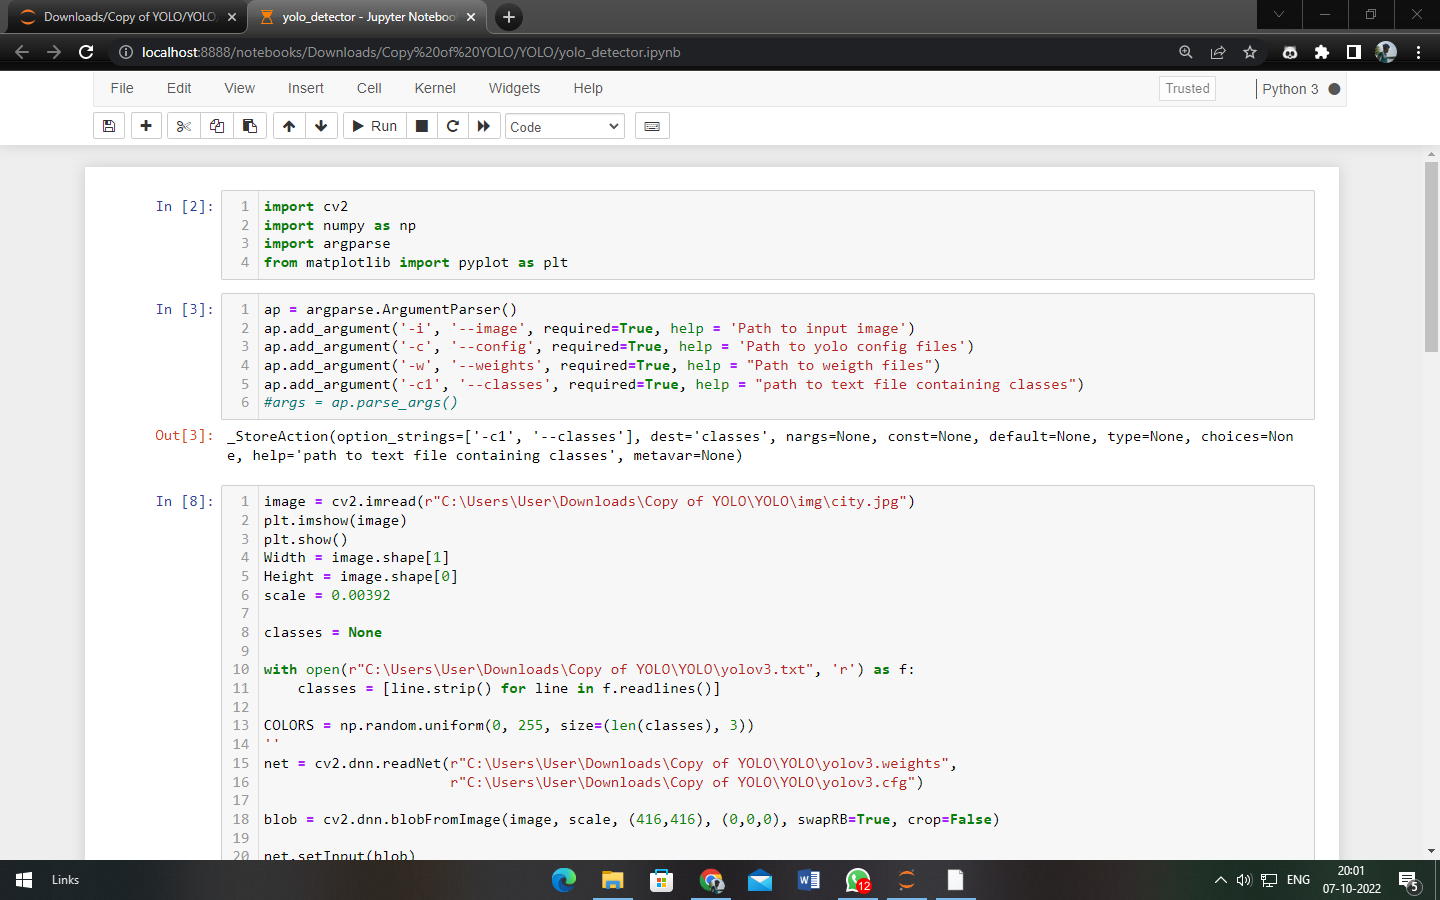 Downloads/Copy of YOLO/YOLO
yolo_detector - Jupyter Noteboo
localhost:8888/notebooks/Downloads/Copy%20of%20YOLO/YOLO/yolo_detector.ipynb
File Edit View Insert Cell Kernel Widgets Help Trusted Python 3
Run Code
In [2]:
1 import cv2
2 import numpy as np
3 import argparse
4 from matplotlib import pyplot as plt
In [3]:
1 ap = argparse.ArgumentParser()
2 ap.add_argument('-i', '--image', required=True, help = 'Path to input image')
3 ap.add_argument('-c', '--config', required=True, help = 'Path to yolo config files')
4 ap.add_argument('-w', '--weights', required=True, help = "Path to weigth files")
5 ap.add_argument('-c1', '--classes', required=True, help = "path to text file containing classes")
6 #args = ap.parse_args()
Out[3]: _StoreAction(option_strings=['-c1', '--classes'], dest='classes', nargs=None, const=None, default=None, type=None, choices=Non
e, help='path to text file containing classes', metavar=None)
In [8]:
1 image = cv2.imread(r"C:\Users\User\Downloads\Copy of YOLO\YOLO\img\city.jpg")
2 plt.imshow(image)
3 plt.show()
4 Width = image.shape[1]
5 Height = image.shape[0]
6 scale = 0.00392
7
8 classes = None
9
10 with open(r"C:\Users\User\Downloads\Copy of YOLO\YOLO\yolov3.txt", 'r') as f:
11     classes = [line.strip() for line in f.readlines()]
12
13 COLORS = np.random.uniform(0, 255, size=(len(classes), 3))
14 ''
15 net = cv2.dnn.readNet(r"C:\Users\User\Downloads\Copy of YOLO\YOLO\yolov3.weights",
16                       r"C:\Users\User\Downloads\Copy of YOLO\YOLO\yolov3.cfg")
17
18 blob = cv2.dnn.blobFromImage(image, scale, (416,416), (0,0,0), swapRB=True, crop=False)
19
20 net.setInput(blob)
Links
12
ENG
20:01
07-10-2022
5